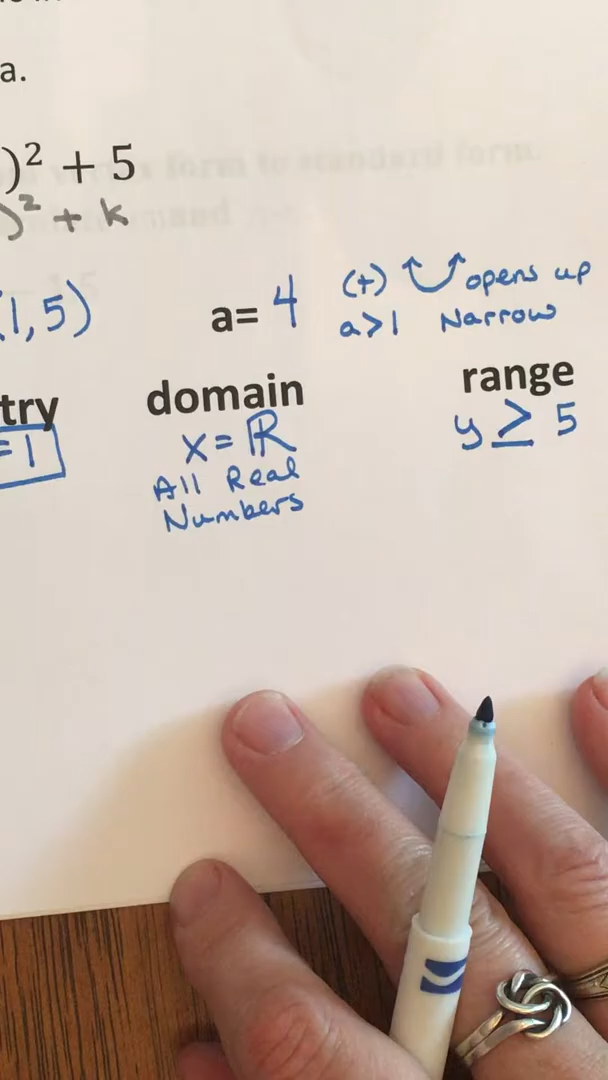 a.
)² + 5
)² + k
(1,5) a= 4 (+) opens up
a>1 Narrow
try domain range
=1 x= ℝ y ≥ 5
All Real
Numbers